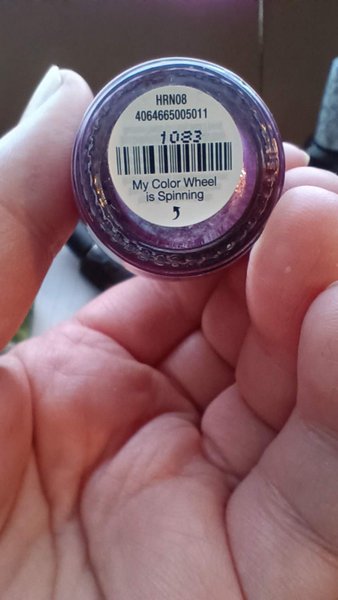 HRN08
4064665005011
1083
My Color Wheel
is Spinning